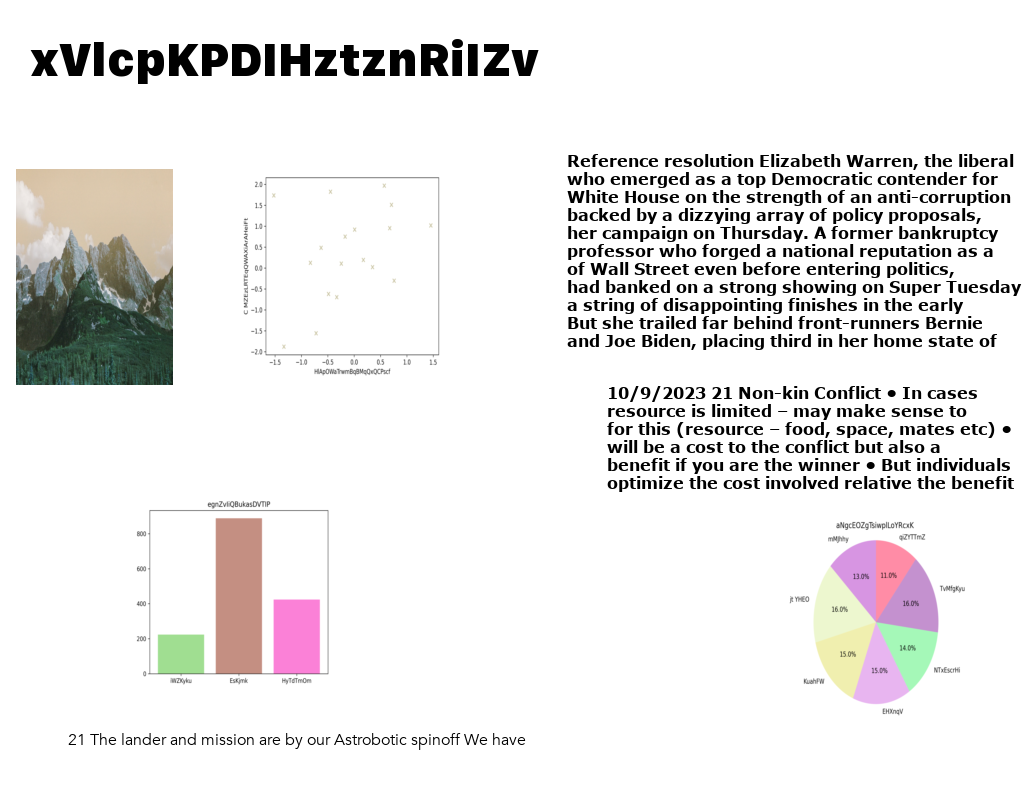 xVlcpKPDIHztznRiIZv
Reference resolution Elizabeth Warren, the liberal
who emerged as a top Democratic contender for
White House on the strength of an anti-corruption
backed by a dizzying array of policy proposals,
her campaign on Thursday. A former bankruptcy
professor who forged a national reputation as a
of Wall Street even before entering politics,
had banked on a strong showing on Super Tuesday
a string of disappointing finishes in the early
But she trailed far behind front-runners Bernie
and Joe Biden, placing third in her home state of
2.0
1.5
1.0
0.5
0.0
−0.5
−1.0
−1.5
−2.0
−1.5 −1.0 −0.5 0.0 0.5 1.0 1.5
10/9/2023 21 Non-kin Conflict • In cases
resource is limited – may make sense to
for this (resource – food, space, mates etc) •
will be a cost to the conflict but also a
benefit if you are the winner • But individuals
optimize the cost involved relative the benefit
egnZvIiQBukasDVTlP
800
600
400
200
0
iWZKyku EsKjmk HyTdTmOm
aNgcEOZgTsiwplLoYRcxK
mMJhhy qiZYTTmZ
13.0% 11.0%
TvMfgKyu
Jt YHEO 16.0% 16.0%
15.0% 14.0%
KuahFW 15.0% NTxEscrHi
EHXnqV
21 The lander and mission are by our Astrobotic spinoff We have